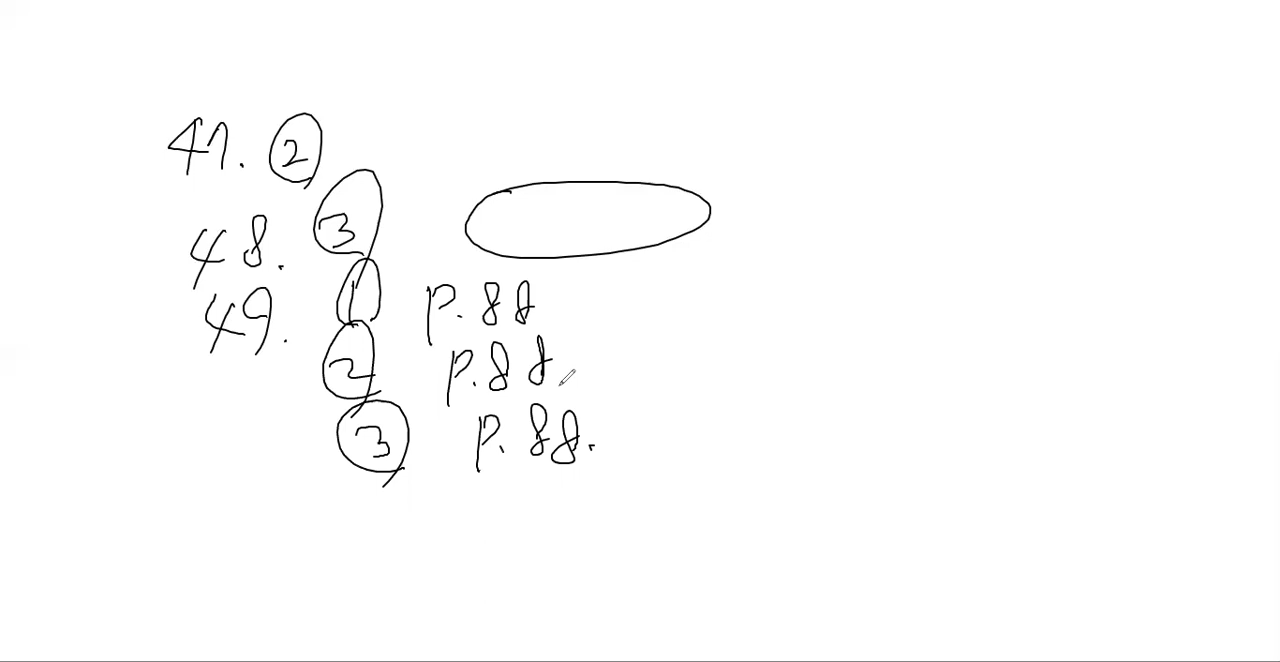 47. ②
48. ③
49. ① p.88
② p.88
③ p.88.